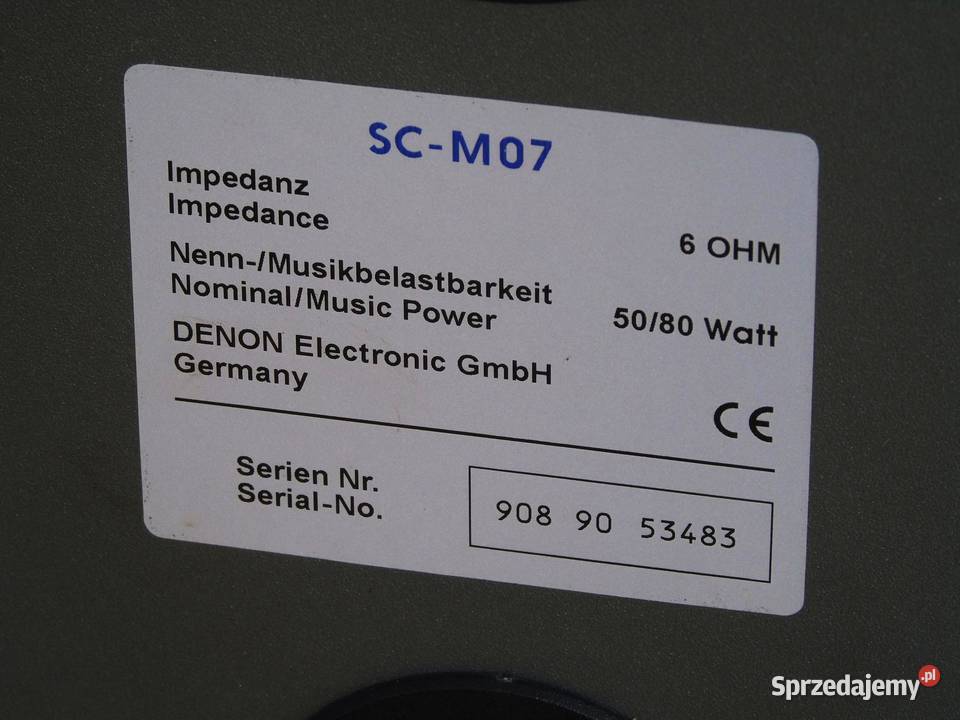 SC-M07
Impedanz
Impedance
6 OHM
Nenn-/Musikbelastbarkeit
Nominal/Music Power
50/80 Watt
DENON Electronic GmbH
Germany
CE
Serien Nr.
Serial-No.
908 90 53483
Sprzedajemy.pl